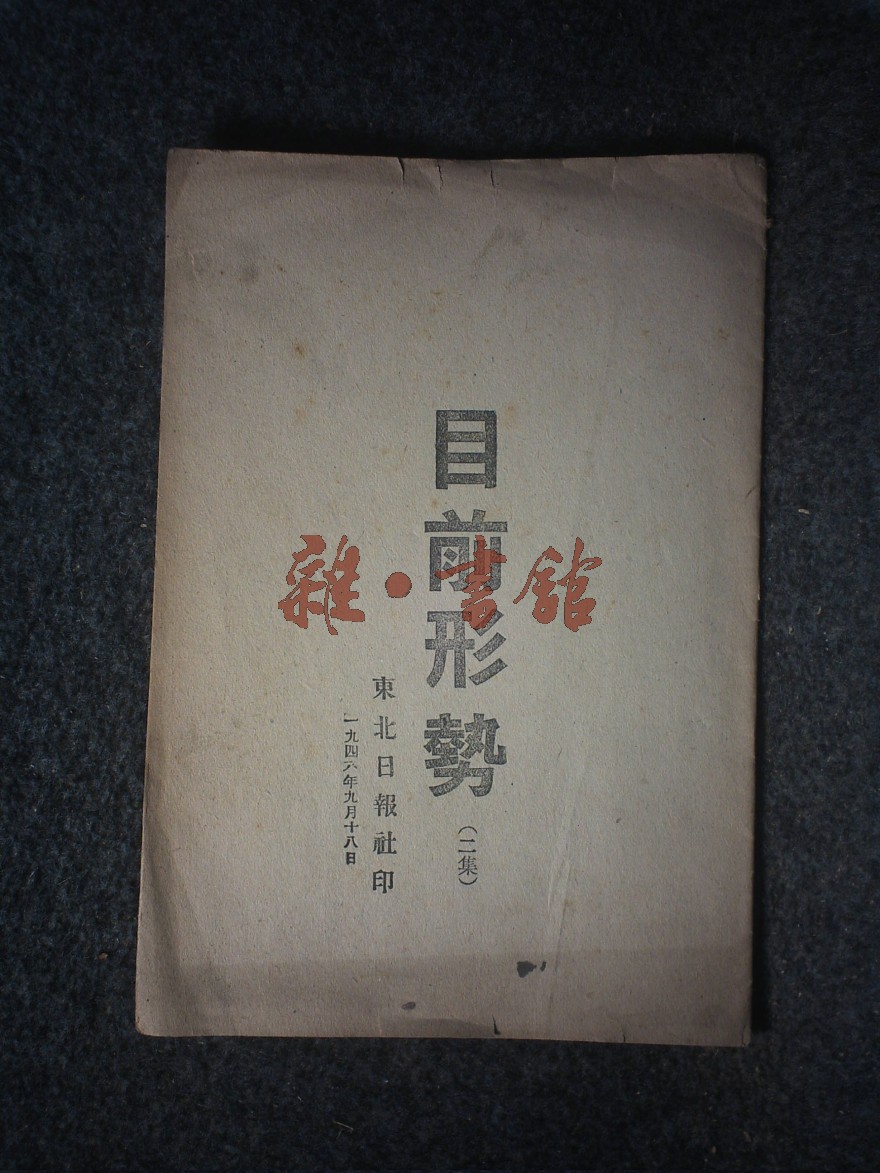 目前形勢
(二集)
東北日報社印
一九四六年九月十八日
雜•書館